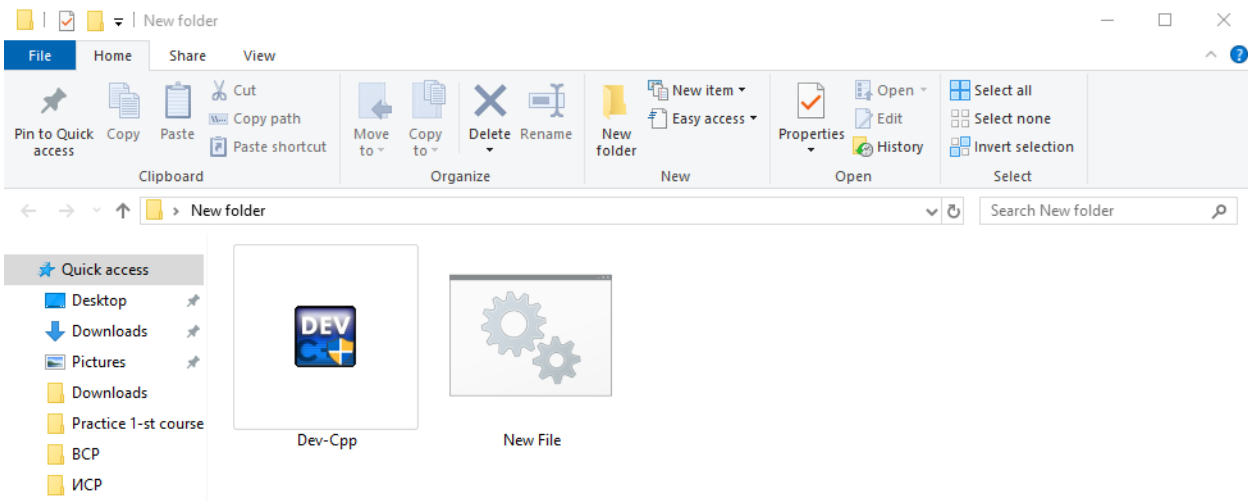 New folder
File Home Share View
Pin to Quick access
Copy
Paste
Cut
Copy path
Paste shortcut
Clipboard
Move to
Copy to
Delete
Rename
Organize
New folder
New item
Easy access
New
Properties
Open
Edit
History
Open
Select all
Select none
Invert selection
Select
New folder
Search New folder
Quick access
Desktop
Downloads
Pictures
Downloads
Practice 1-st course
ВСР
ИСР
DEV
Dev-Cpp
New File